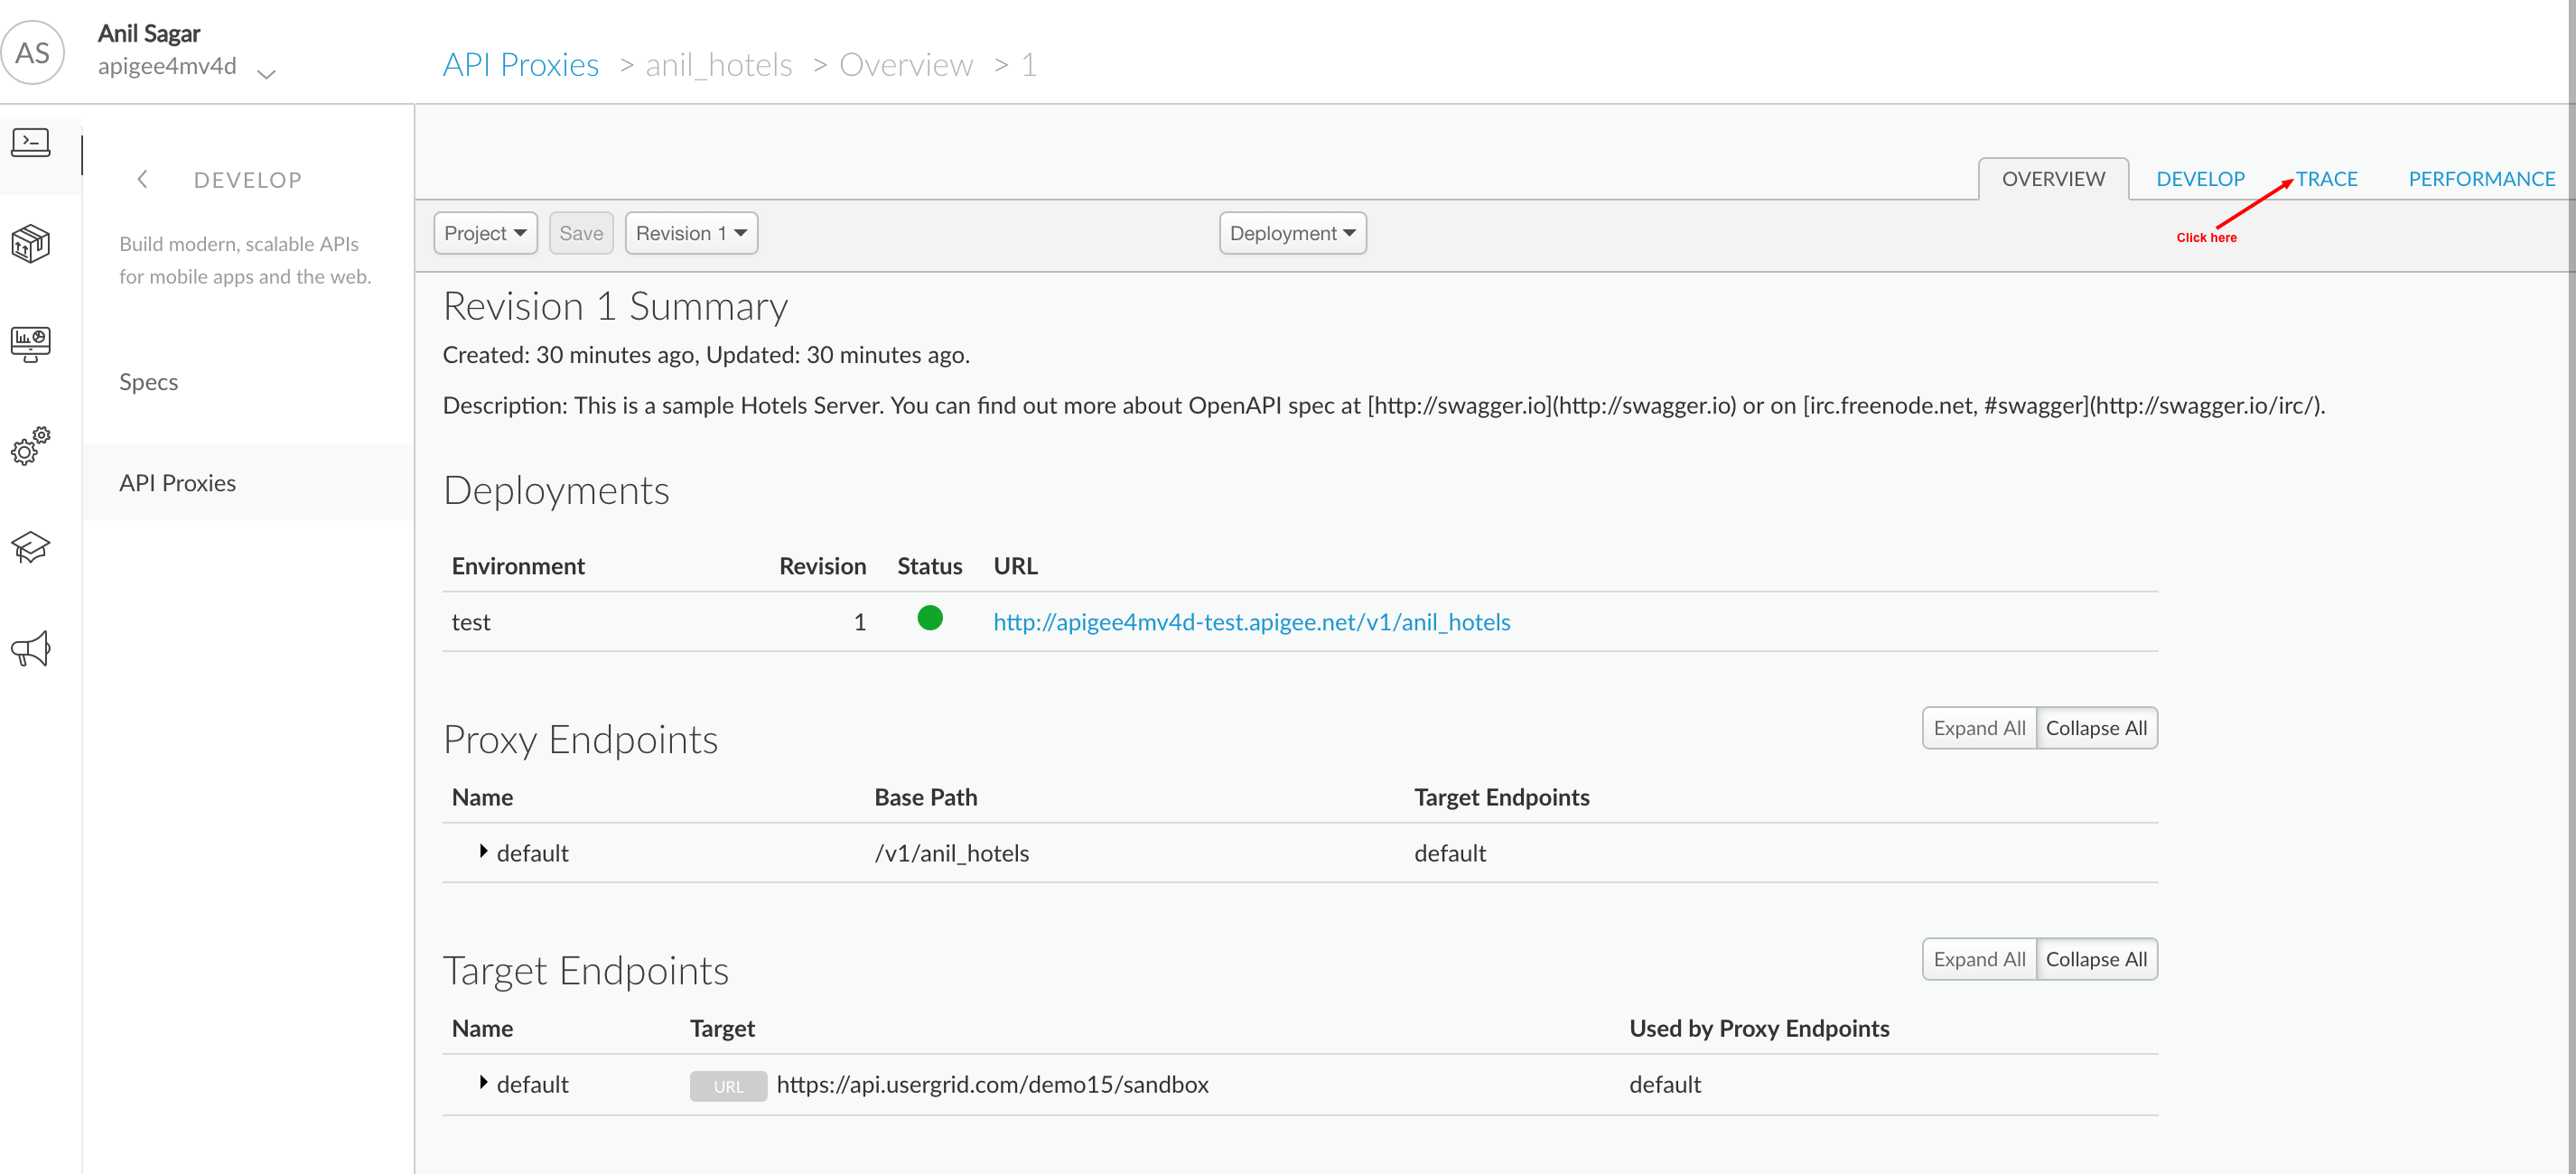 AS
Anil Sagar
apigee4mv4d
API Proxies > anil_hotels > Overview > 1
DEVELOP
Build modern, scalable APIs
for mobile apps and the web.
Specs
API Proxies
OVERVIEW DEVELOP TRACE PERFORMANCE
Click here
Project Save Revision 1 Deployment
Revision 1 Summary
Created: 30 minutes ago, Updated: 30 minutes ago.
Description: This is a sample Hotels Server. You can find out more about OpenAPI spec at [http://swagger.io](http://swagger.io) or on [irc.freenode.net, #swagger](http://swagger.io/irc/).
Deployments
Environment Revision Status URL
test 1 http://apigee4mv4d-test.apigee.net/v1/anil_hotels
Proxy Endpoints
Expand All Collapse All
Name Base Path Target Endpoints
default /v1/anil_hotels default
Target Endpoints
Expand All Collapse All
Name Target Used by Proxy Endpoints
default URL https://api.usergrid.com/demo15/sandbox default